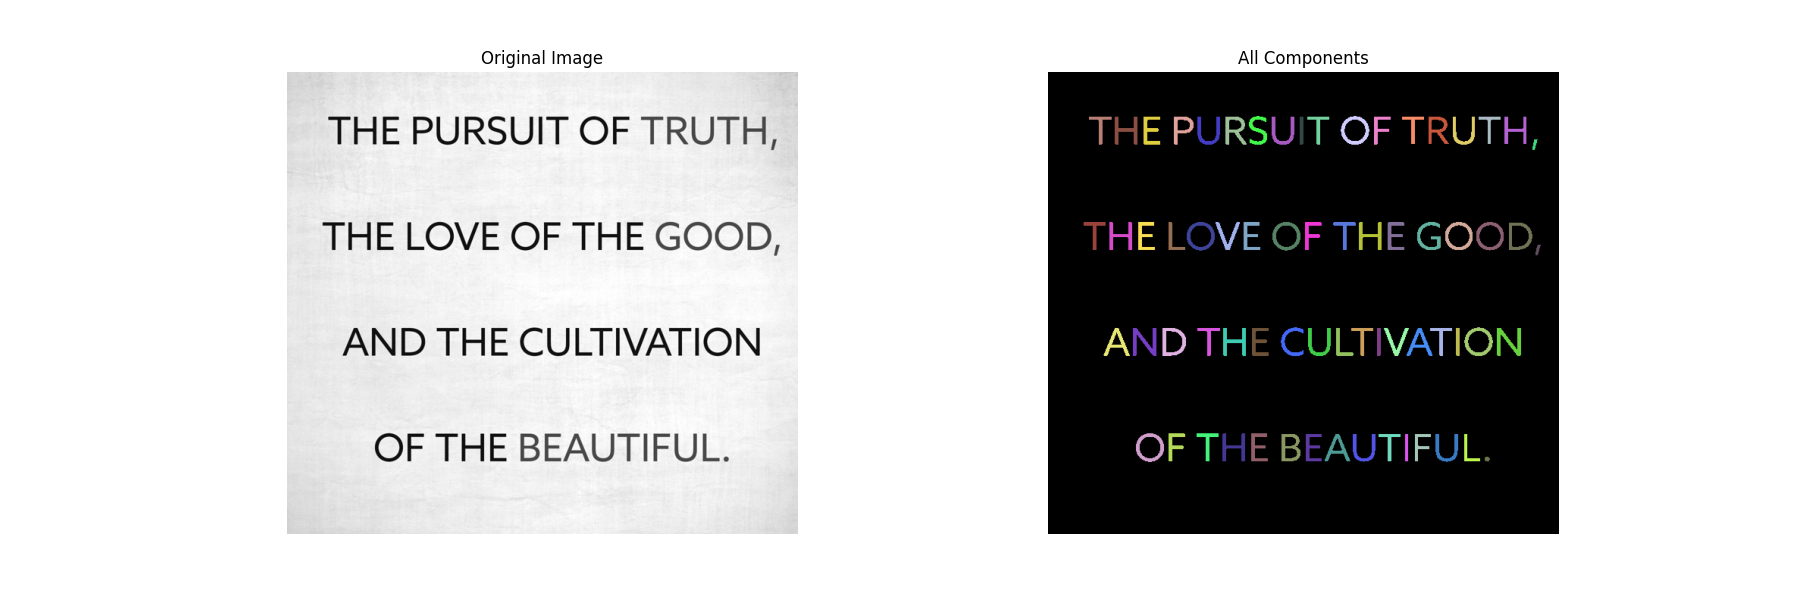 Original Image
THE PURSUIT OF TRUTH,
THE LOVE OF THE GOOD,
AND THE CULTIVATION
OF THE BEAUTIFUL.
All Components
THE PURSUIT OF TRUTH,
THE LOVE OF THE GOOD,
AND THE CULTIVATION
OF THE BEAUTIFUL.